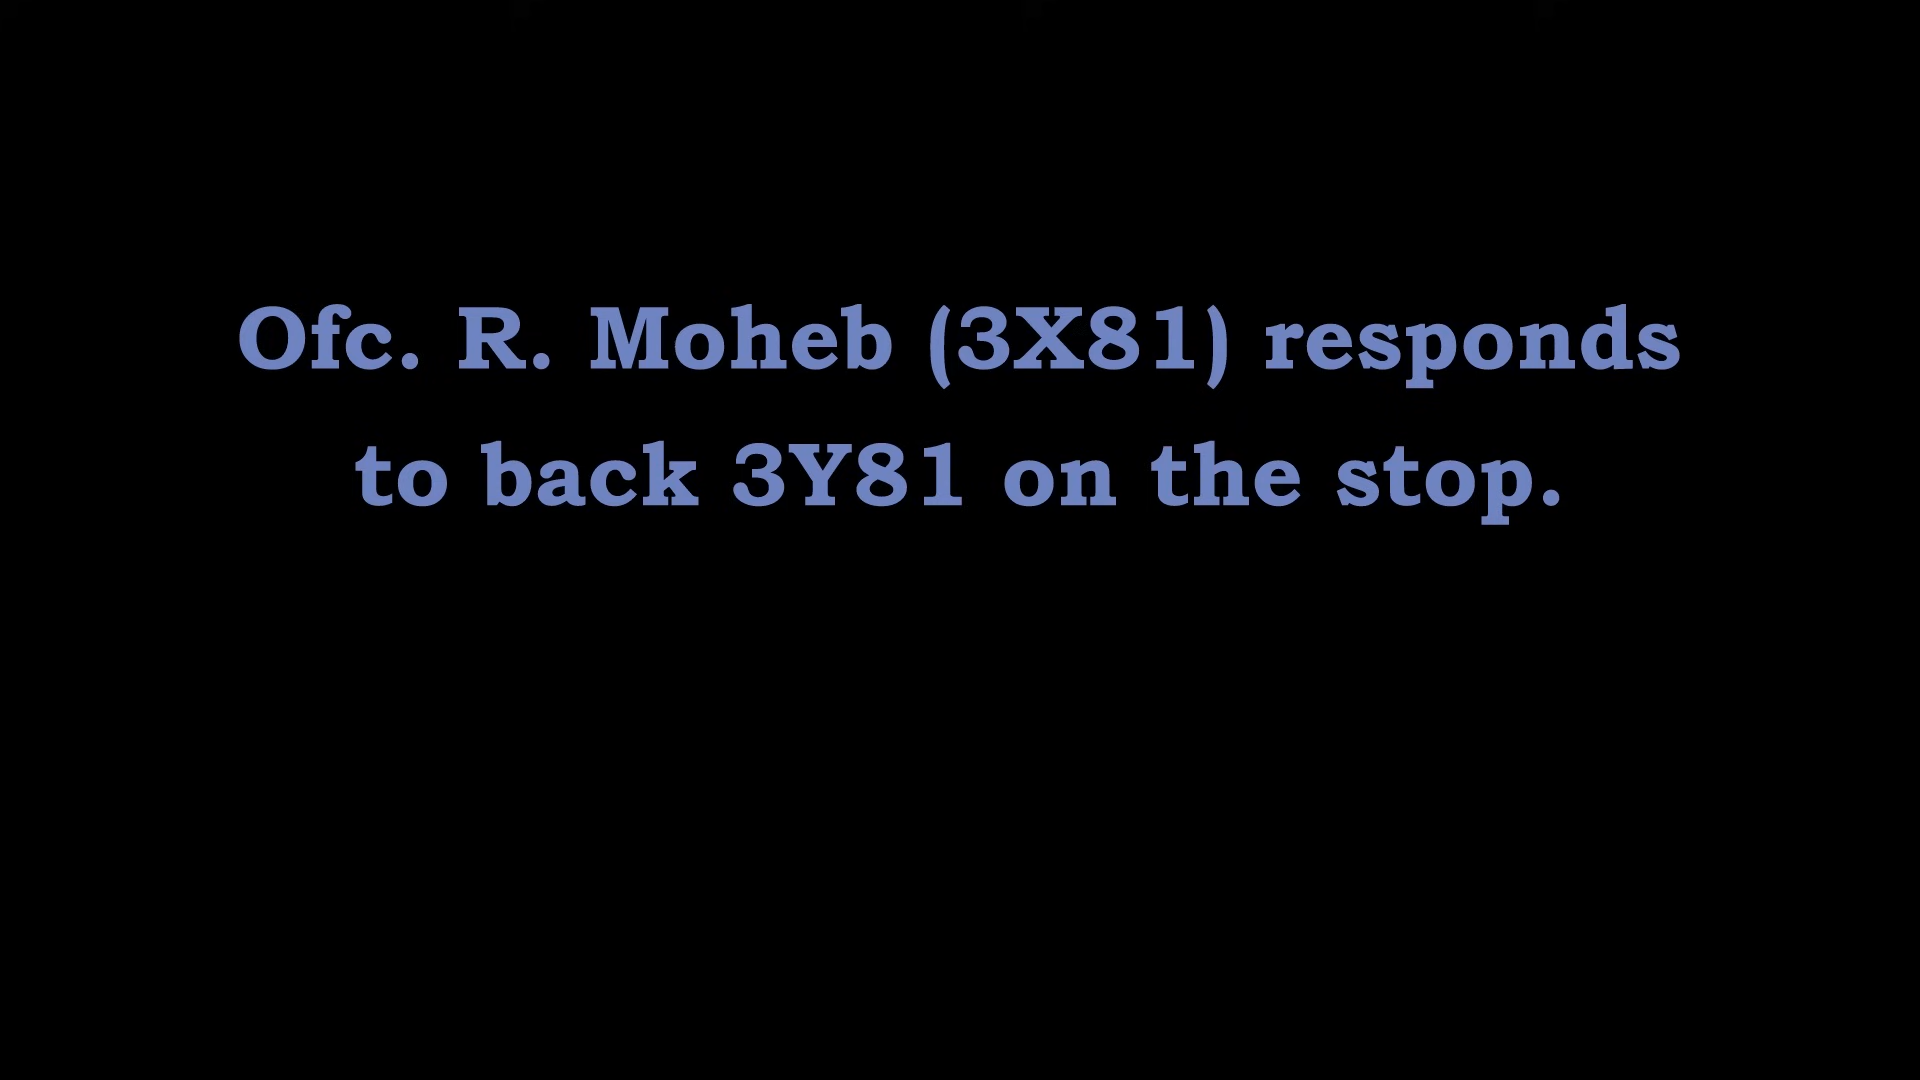 Ofc. R. Moheb (3X81) responds
to back 3Y81 on the stop.